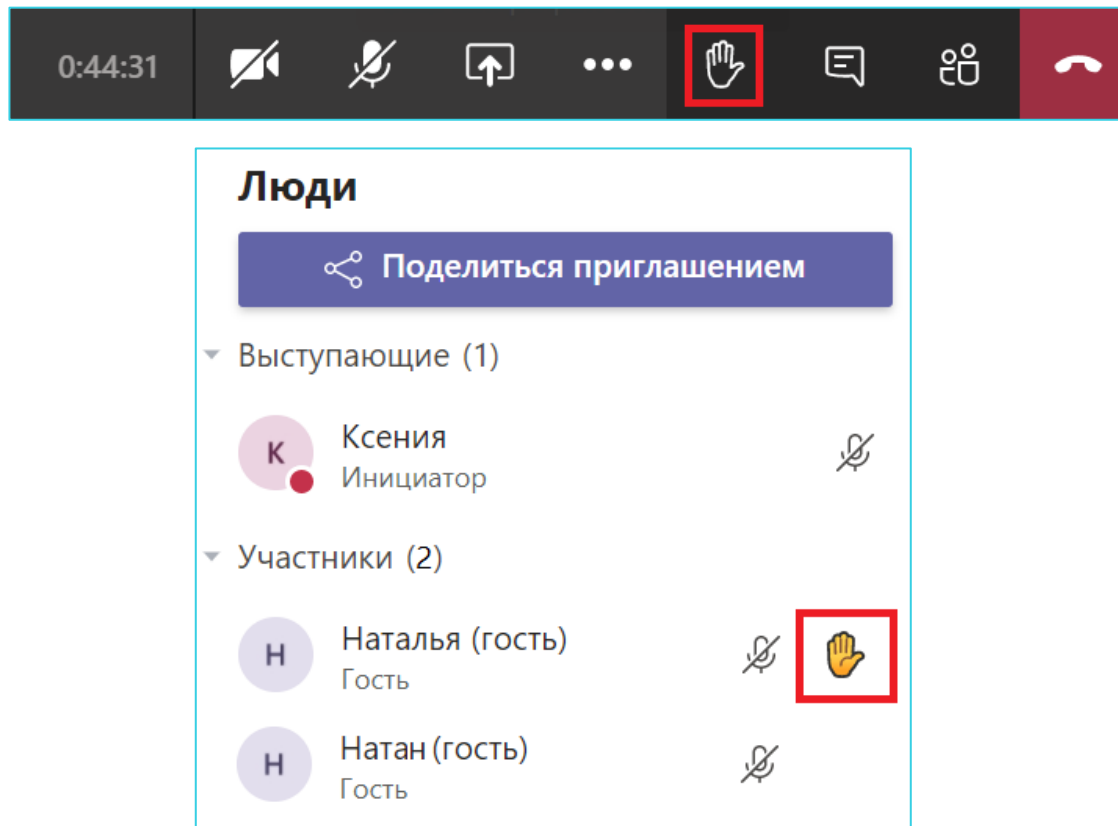 0:44:31
Люди
Поделиться приглашением
Выступающие (1)
К
Ксения
Инициатор
Участники (2)
Н
Наталья (гость)
Гость
Н
Натан (гость)
Гость